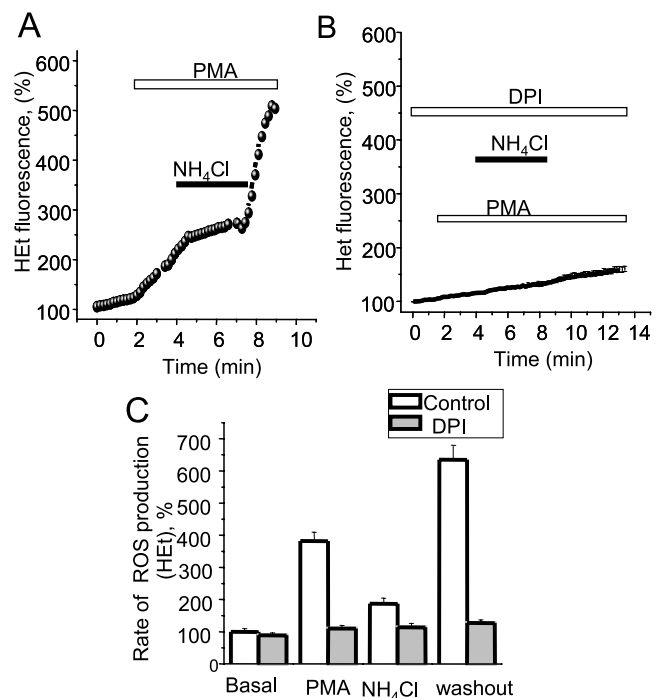 A
HEt fluorescence, (%)
600
500
400
300
200
100
PMA
NH₄Cl
0 2 4 6 8 10
Time (min)
B
Het fluorescence, (%)
600
500
400
300
200
100
DPI
NH₄Cl
PMA
0 2 4 6 8 10 12 14
Time (min)
C
Control
DPI
Rate of ROS production
(HEt), %
700
600
500
400
300
200
100
0
Basal PMA NH₄Cl washout